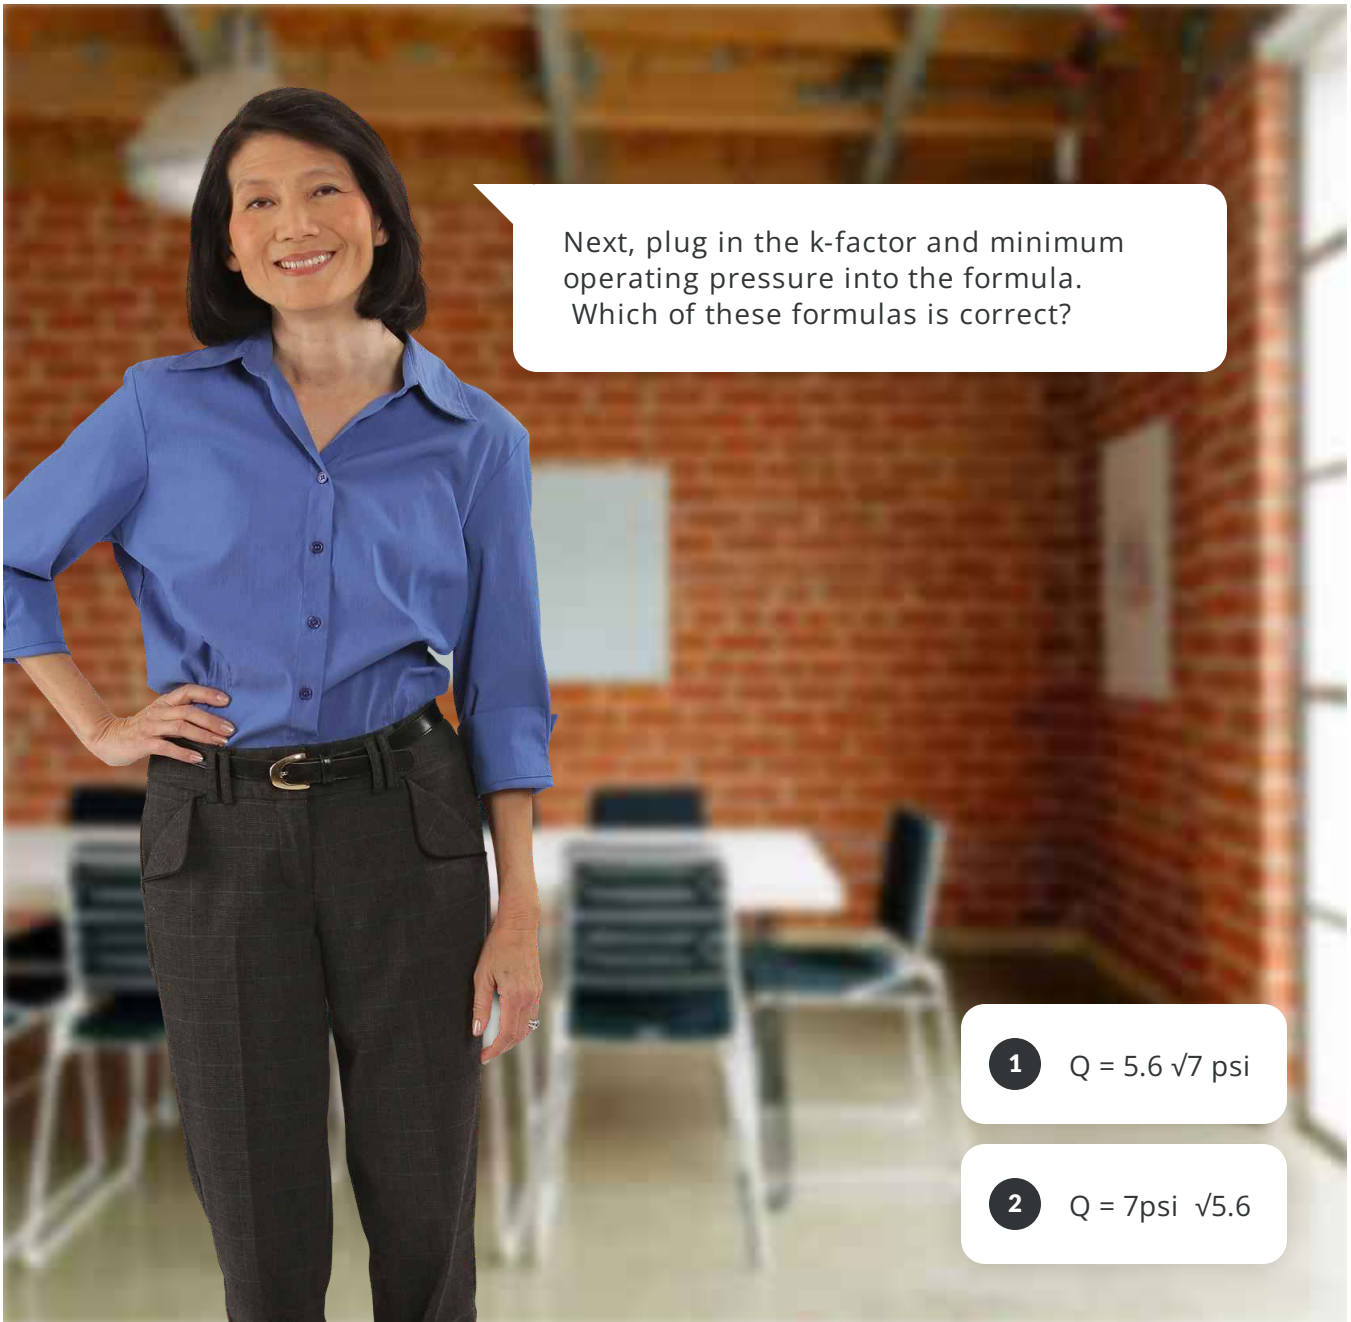 Next, plug in the k-factor and minimum
operating pressure into the formula.
Which of these formulas is correct?
1 Q = 5.6 √7 psi
2 Q = 7psi √5.6